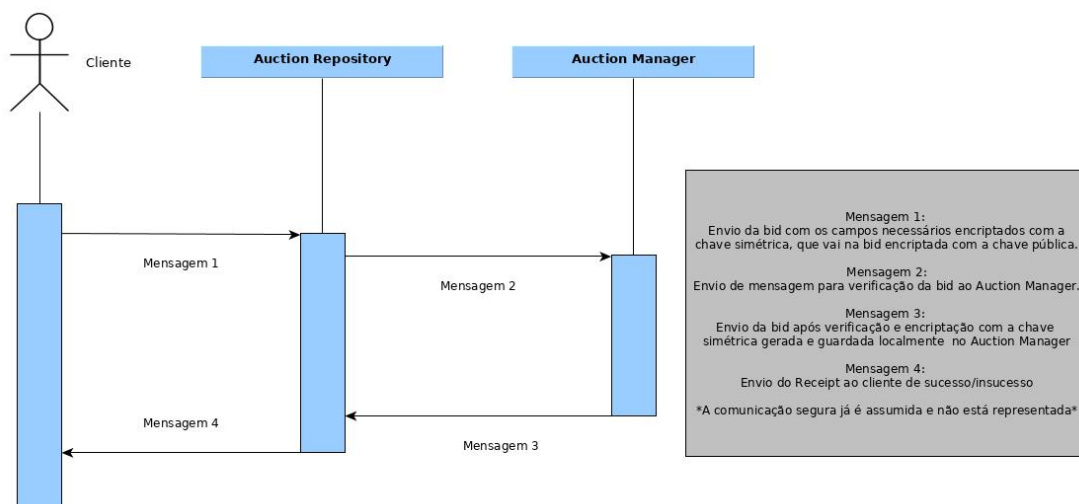 Cliente
Auction Repository
Auction Manager
Mensagem 1
Mensagem 2
Mensagem 4
Mensagem 3
Mensagem 1:
Envio da bid com os campos necessários encriptados com a
chave simétrica, que vai na bid encriptada com a chave pública.
Mensagem 2:
Envio de mensagem para verificação da bid ao Auction Manager.
Mensagem 3:
Envio da bid após verificação e encriptação com a chave
simétrica gerada e guardada localmente no Auction Manager
Mensagem 4:
Envio do Receipt ao cliente de sucesso/insucesso
*A comunicação segura já é assumida e não está representada*